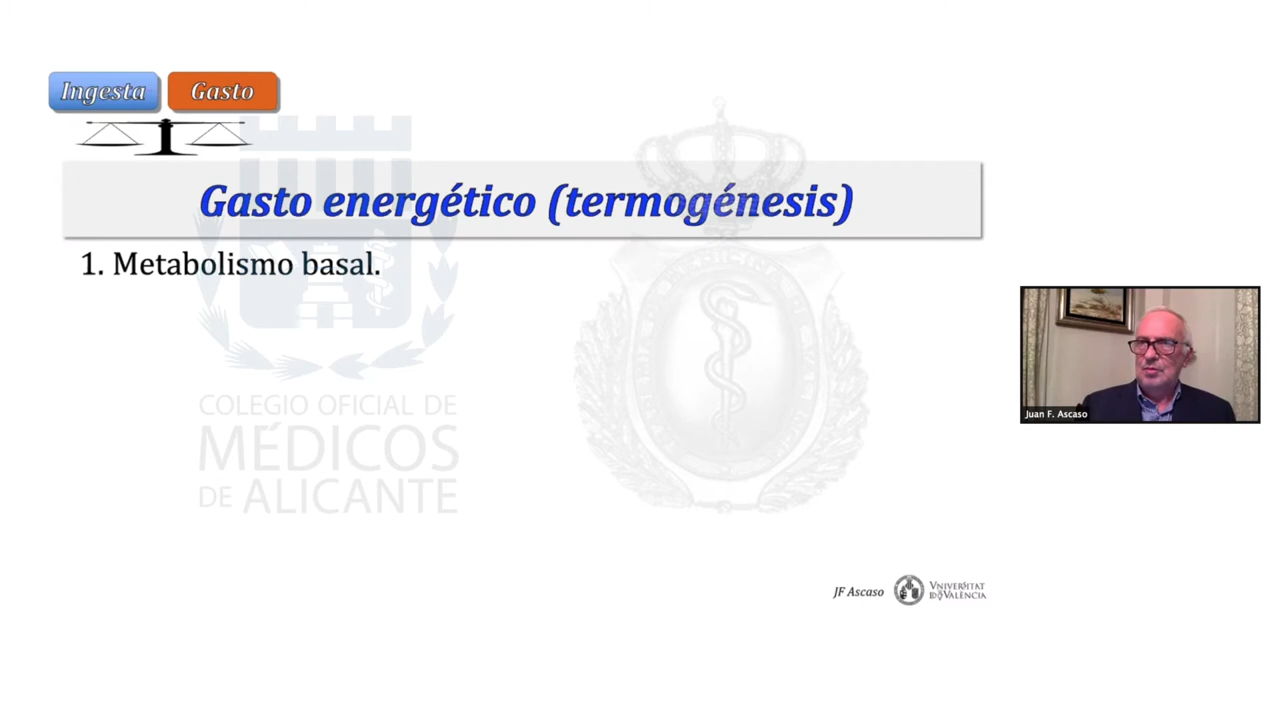 Ingesta
Gasto
Gasto energético (termogénesis)
1. Metabolismo basal.
COLEGIO OFICIAL DE
MÉDICOS
DE ALICANTE
Juan F. Ascaso
JF Ascaso
VNIVERSITAT
DE VALÈNCIA